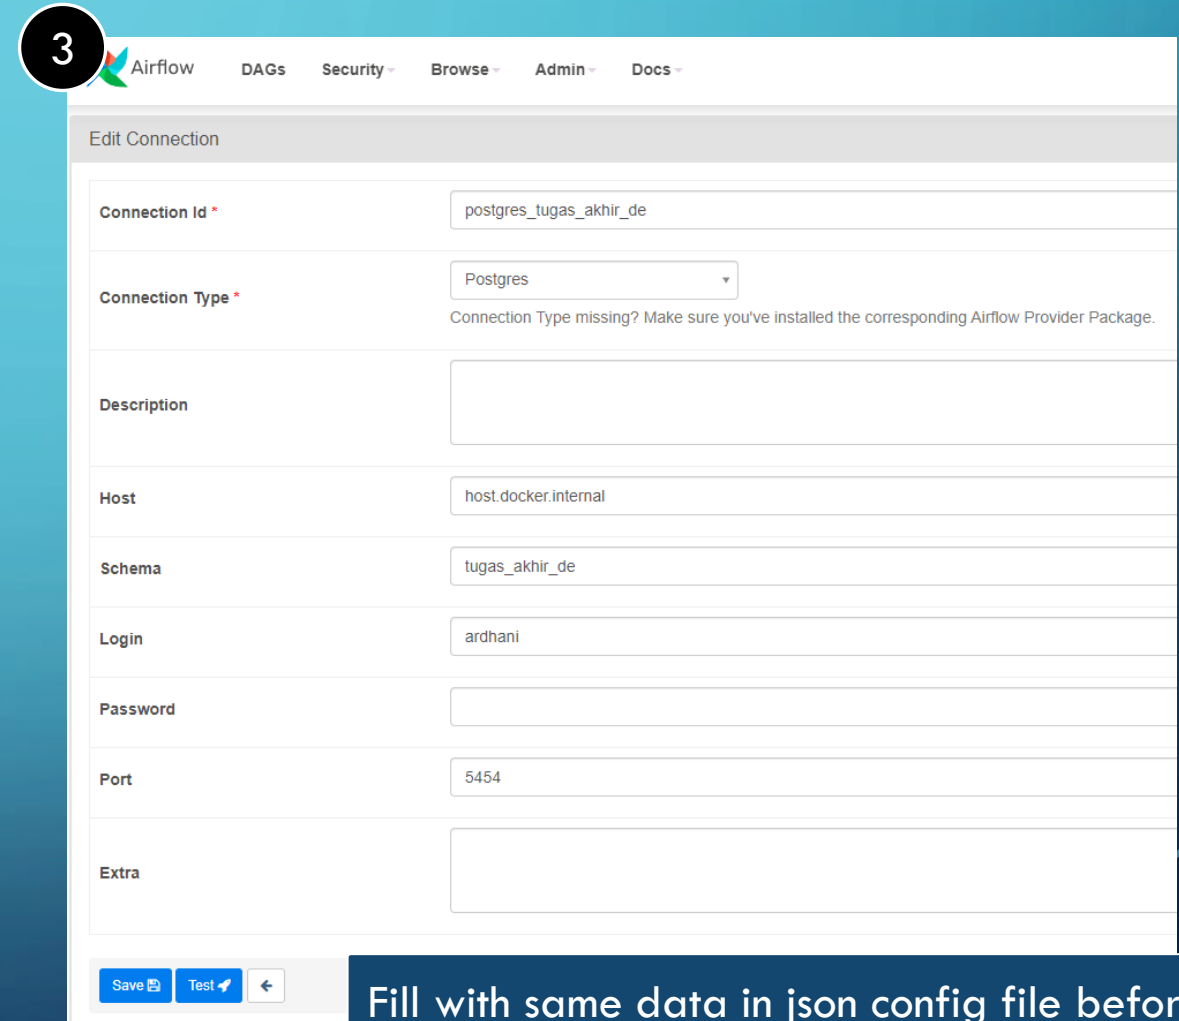 3
Airflow DAGs Security Browse Admin Docs
Edit Connection
Connection Id * postgres_tugas_akhir_de
Connection Type * Postgres
Connection Type missing? Make sure you've installed the corresponding Airflow Provider Package.
Description
Host host.docker.internal
Schema tugas_akhir_de
Login ardhani
Password
Port 5454
Extra
Save Test
Fill with same data in json config file befor